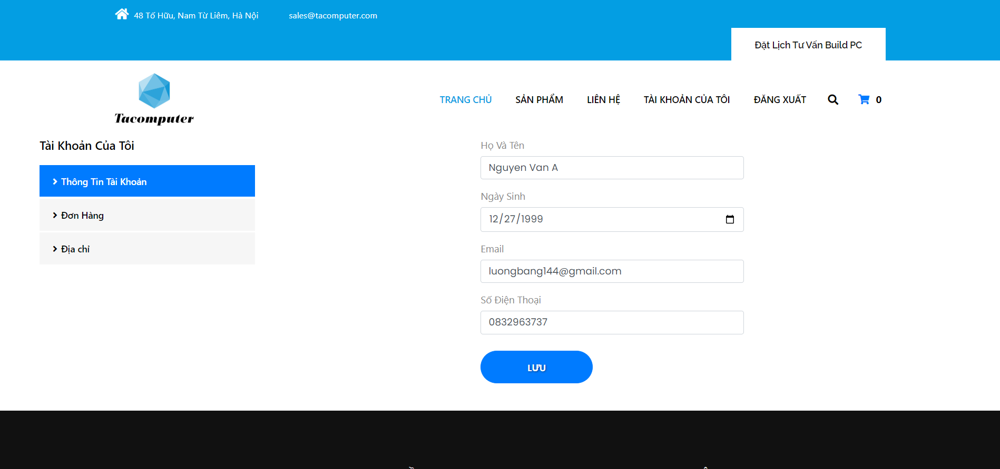 48 Tố Hữu, Nam Từ Liêm, Hà Nội
sales@tacomputer.com
Đặt Lịch Tư Vấn Build PC
Tacomputer
TRANG CHỦ
SẢN PHẨM
LIÊN HỆ
TÀI KHOẢN CỦA TÔI
ĐĂNG XUẤT
0
Tài Khoản Của Tôi
Thông Tin Tài Khoản
Đơn Hàng
Địa chỉ
Họ Và Tên
Nguyen Van A
Ngày Sinh
12/27/1999
Email
luongbang144@gmail.com
Số Điện Thoại
0832963737
LƯU